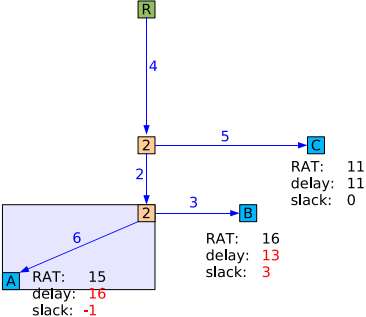 R
4
2
5
C
RAT: 11
delay: 11
slack: 0
2
2
3
B
RAT: 16
delay: 13
slack: 3
6
A
RAT: 15
delay: 16
slack: -1